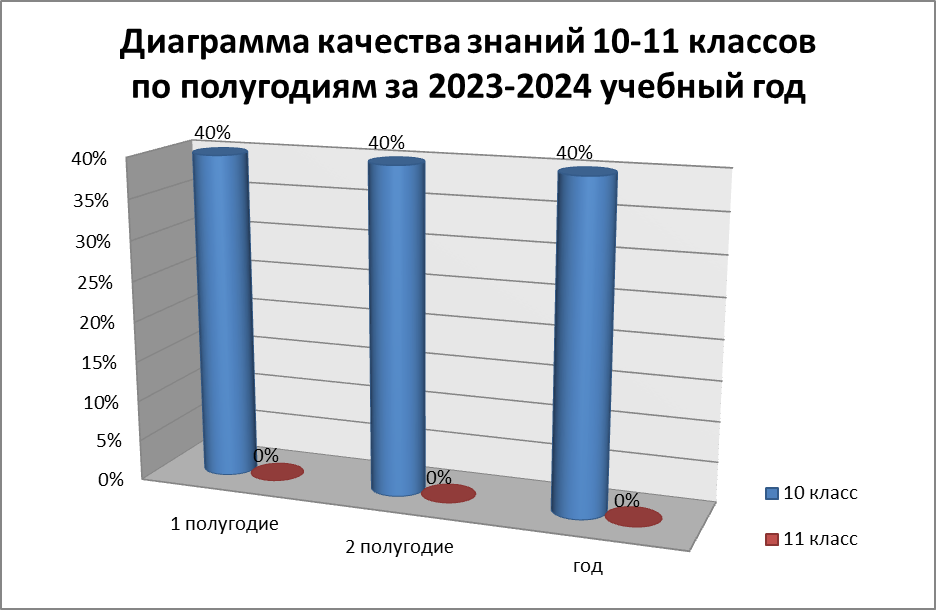 Диаграмма качества знаний 10-11 классов
по полугодиям за 2023-2024 учебный год
40%
40%
40%
40%
35%
30%
25%
20%
15%
10%
5%
0%
0%
0%
0%
1 полугодие
2 полугодие
год
10 класс
11 класс